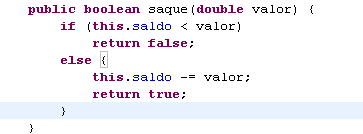 public boolean saque(double valor) {
    if (this.saldo < valor)
        return false;
    else {
        this.saldo -= valor;
        return true;
    }
}